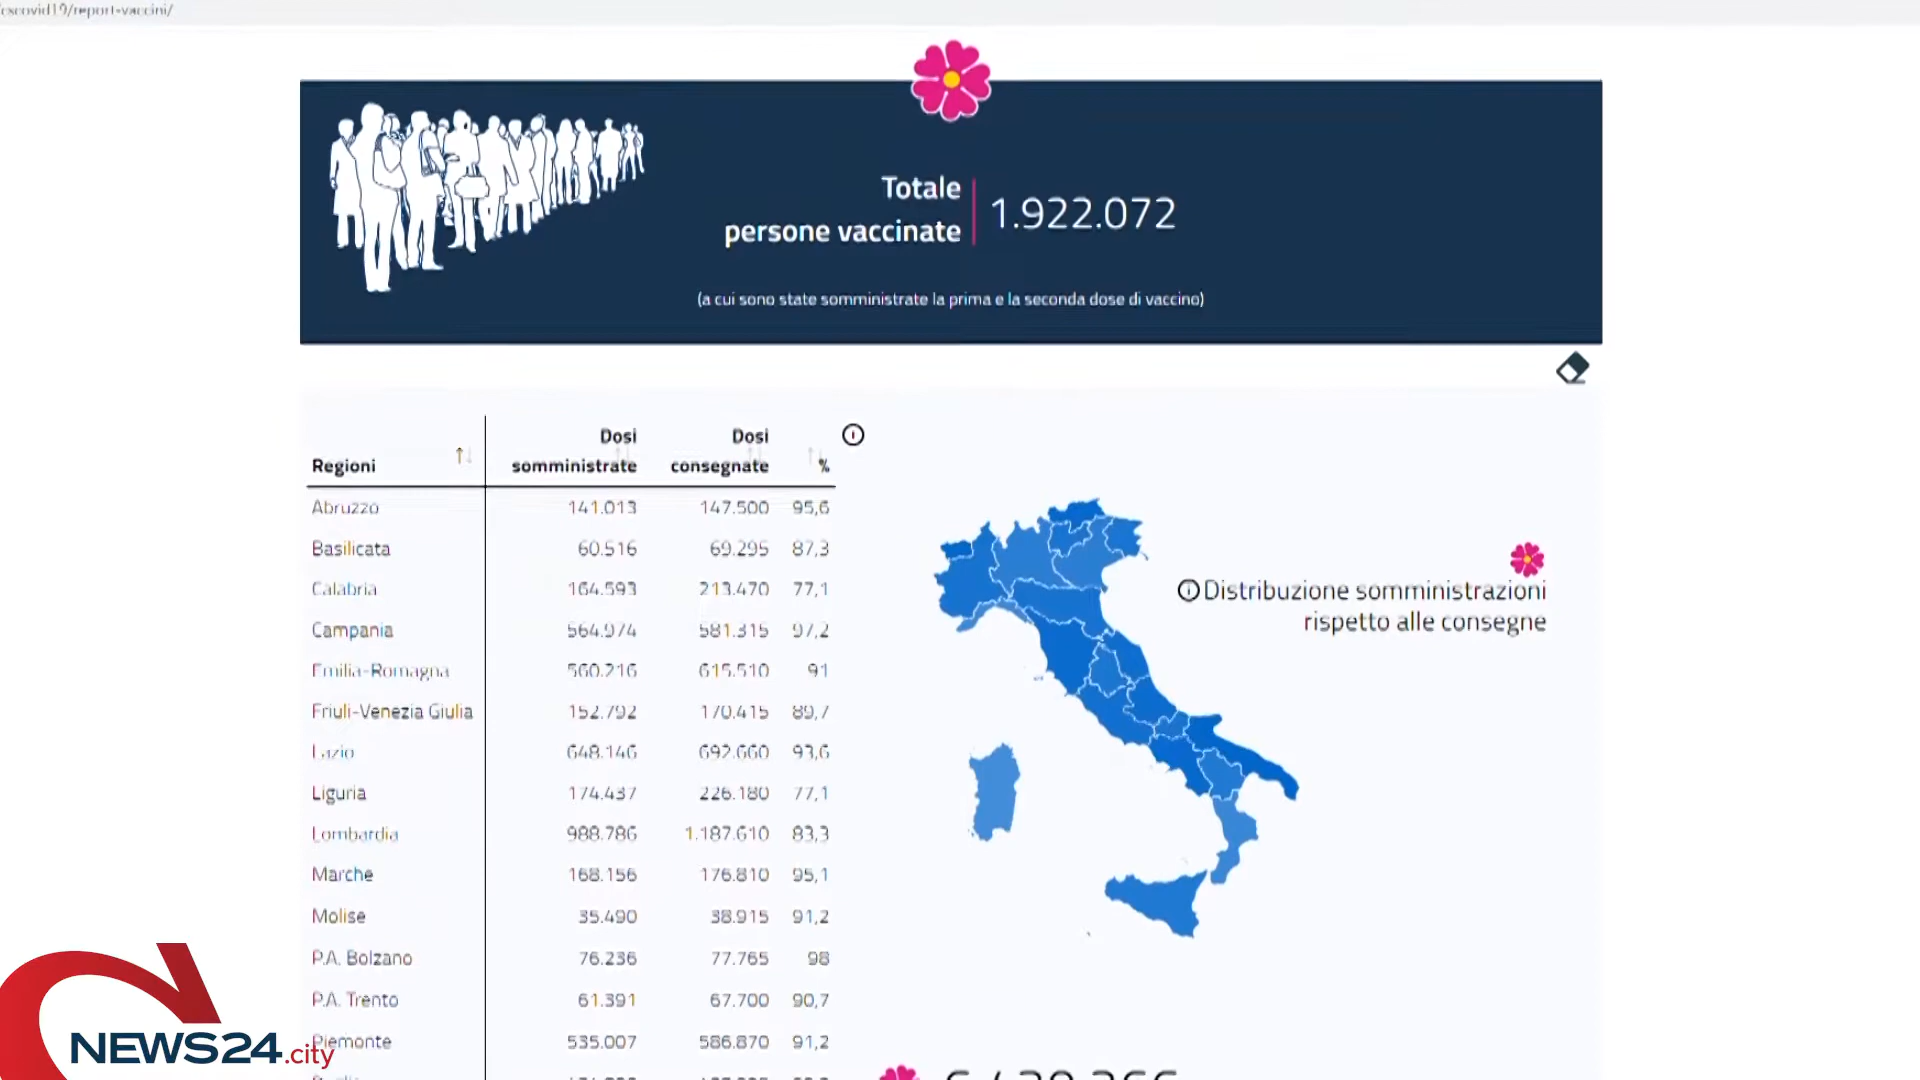 /report-vaccini/
Totale
persone vaccinate
1.922.072
(a cui sono state somministrate la prima e la seconda dose di vaccino)
Regioni Dosi somministrate Dosi consegnate %
Abruzzo 141.013 147.500 95,6
Basilicata 60.516 69.295 87,3
Calabria 164.593 213.470 77,1
Campania 564.974 581.315 97,2
Emilia-Romagna 560.216 615.510 91
Friuli-Venezia Giulia 152.792 170.415 89,7
Lazio 648.146 692.660 93,6
Liguria 174.437 226.180 77,1
Lombardia 988.786 1.187.610 83,3
Marche 168.156 176.810 95,1
Molise 35.490 38.915 91,2
P.A. Bolzano 76.236 77.765 98
P.A. Trento 61.391 67.700 90,7
Piemonte 535.007 586.870 91,2
Distribuzione somministrazioni
rispetto alle consegne
NEWS24.city